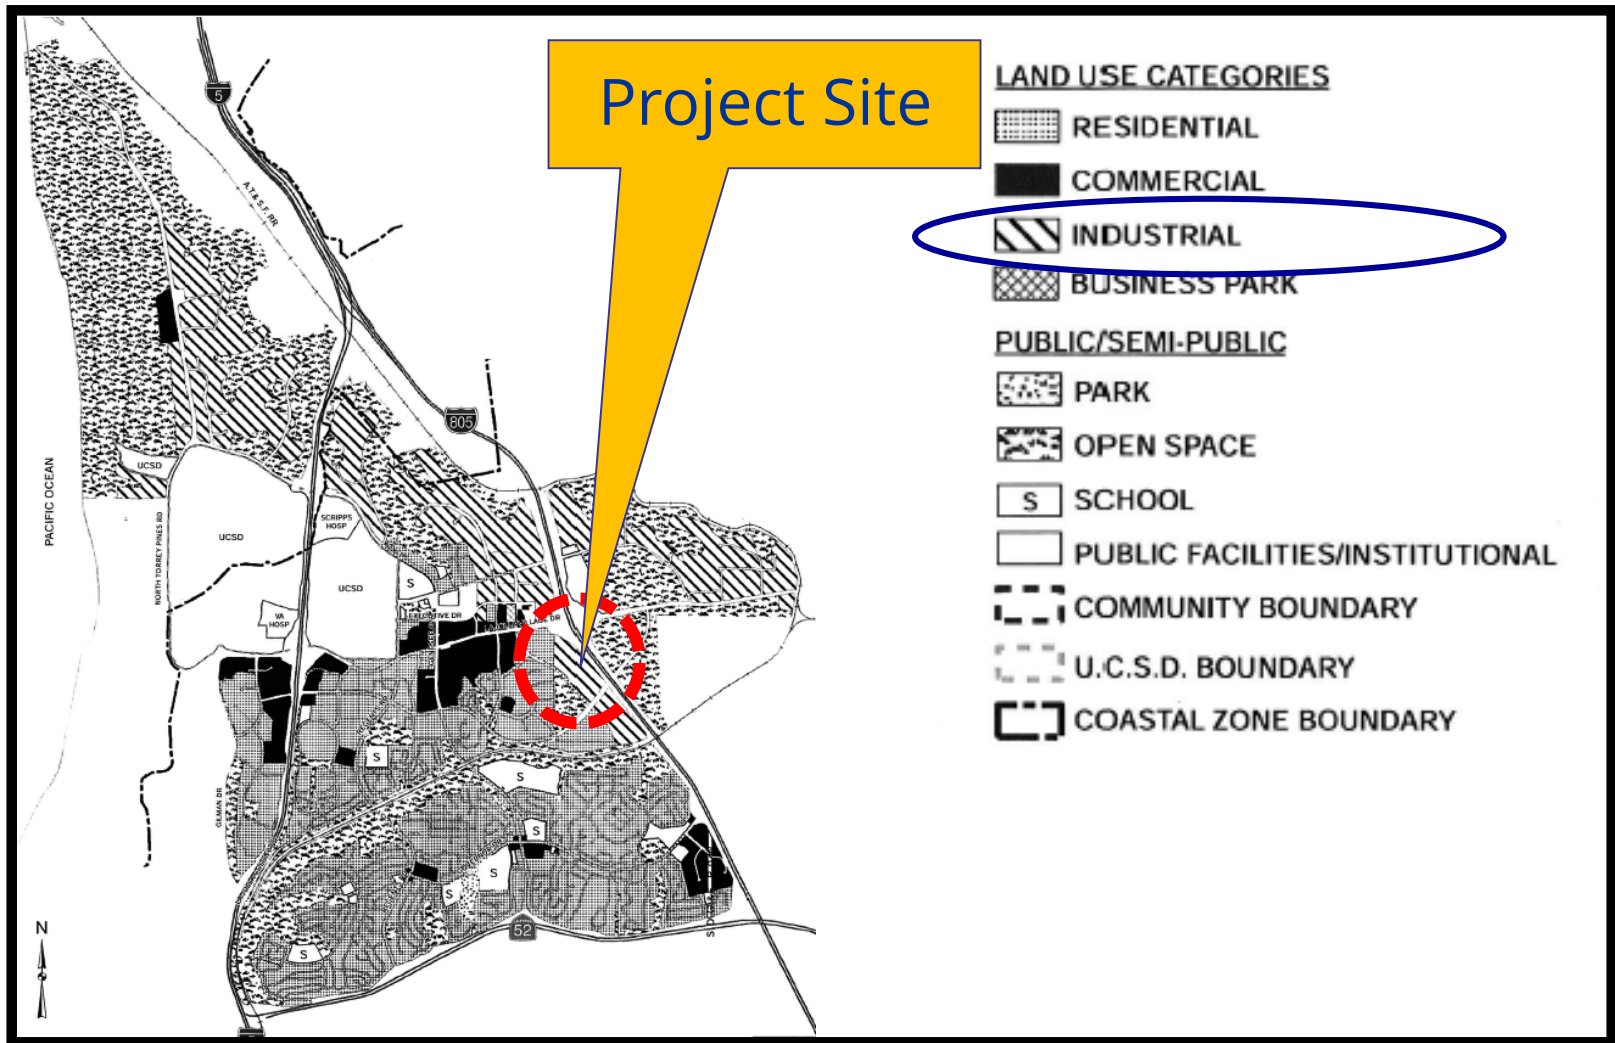 Project Site
LAND USE CATEGORIES
RESIDENTIAL
COMMERCIAL
INDUSTRIAL
BUSINESS PARK
PUBLIC/SEMI-PUBLIC
PARK
OPEN SPACE
S SCHOOL
PUBLIC FACILITIES/INSTITUTIONAL
COMMUNITY BOUNDARY
U.C.S.D. BOUNDARY
COASTAL ZONE BOUNDARY
5
A.T.& S.F. RR
805
PACIFIC OCEAN
UCSD
NORTH TORREY PINES RD
UCSD
SCRIPPS
HOSP
UCSD
S
VA
HOSP
EXECUTIVE DR
S
S
GILMAN DR
S
S
S
S
52
N